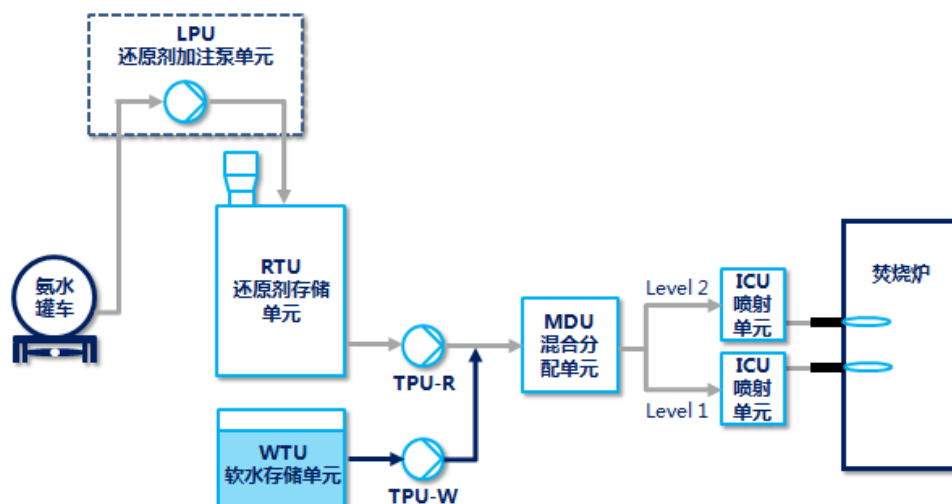 LPU
还原剂加注泵单元
氨水
罐车
RTU
还原剂存储
单元
TPU-R
WTU
软水存储单元
TPU-W
MDU
混合分
配单元
Level 2
Level 1
ICU
喷射
单元
ICU
喷射
单元
焚烧炉